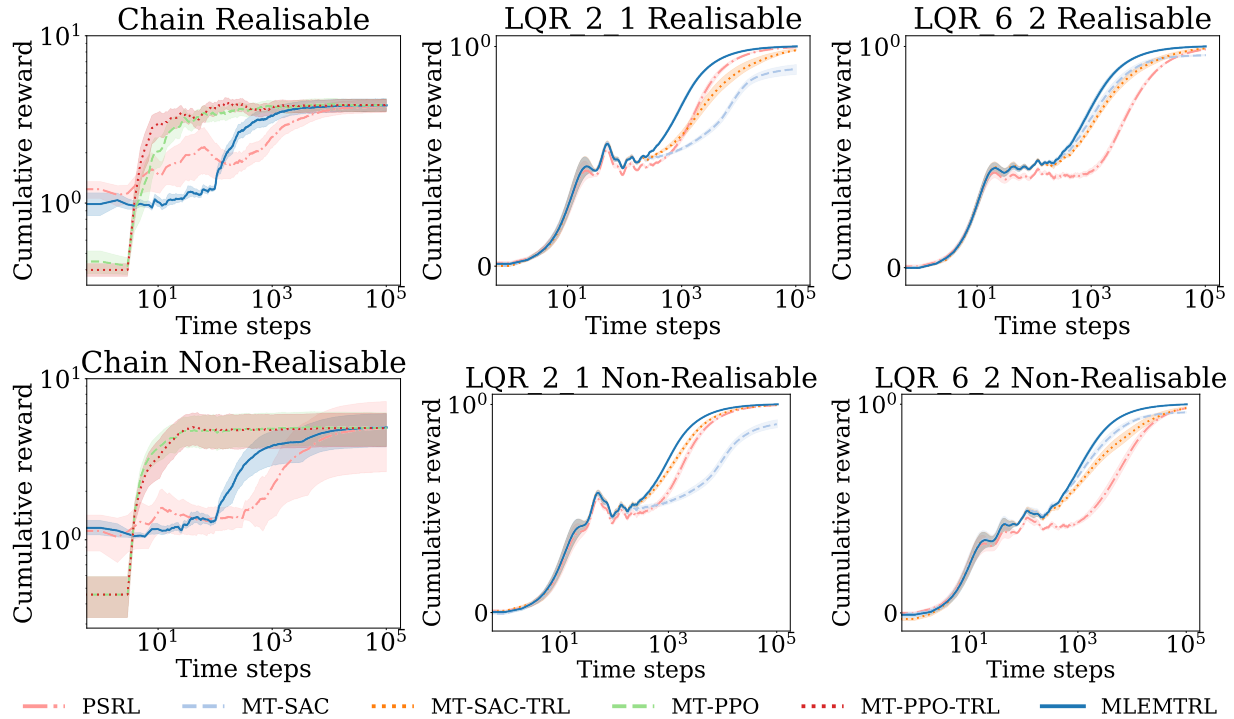 Chain Realisable
LQR_2_1 Realisable
LQR_6_2 Realisable
Cumulative reward
10^1
10^0
10^1
10^3
10^5
Time steps
Cumulative reward
10^0
0
10^1
10^3
10^5
Time steps
Cumulative reward
10^0
0
10^1
10^3
10^5
Time steps
Chain Non-Realisable
LQR_2_1 Non-Realisable
LQR_6_2 Non-Realisable
Cumulative reward
10^1
10^0
10^1
10^3
10^5
Time steps
Cumulative reward
10^0
0
10^1
10^3
10^5
Time steps
Cumulative reward
10^0
0
10^1
10^3
10^5
Time steps
PSRL MT-SAC MT-SAC-TRL MT-PPO MT-PPO-TRL MLEMTRL